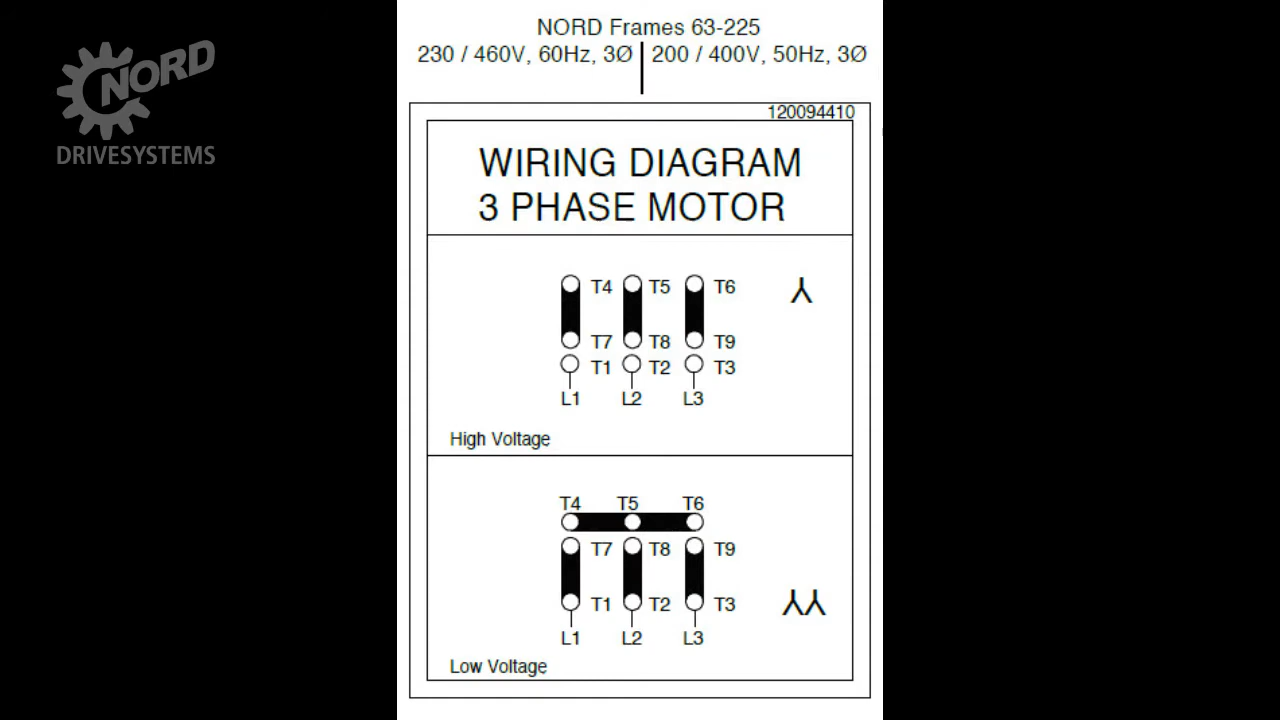 NORD
DRIVESYSTEMS
NORD Frames 63-225
230 / 460V, 60Hz, 3Ø 200 / 400V, 50Hz, 3Ø
120094410
WIRING DIAGRAM
3 PHASE MOTOR
T4 T5 T6
T7 T8 T9
T1 T2 T3
L1 L2 L3
High Voltage
T4 T5 T6
T7 T8 T9
T1 T2 T3
L1 L2 L3
Low Voltage